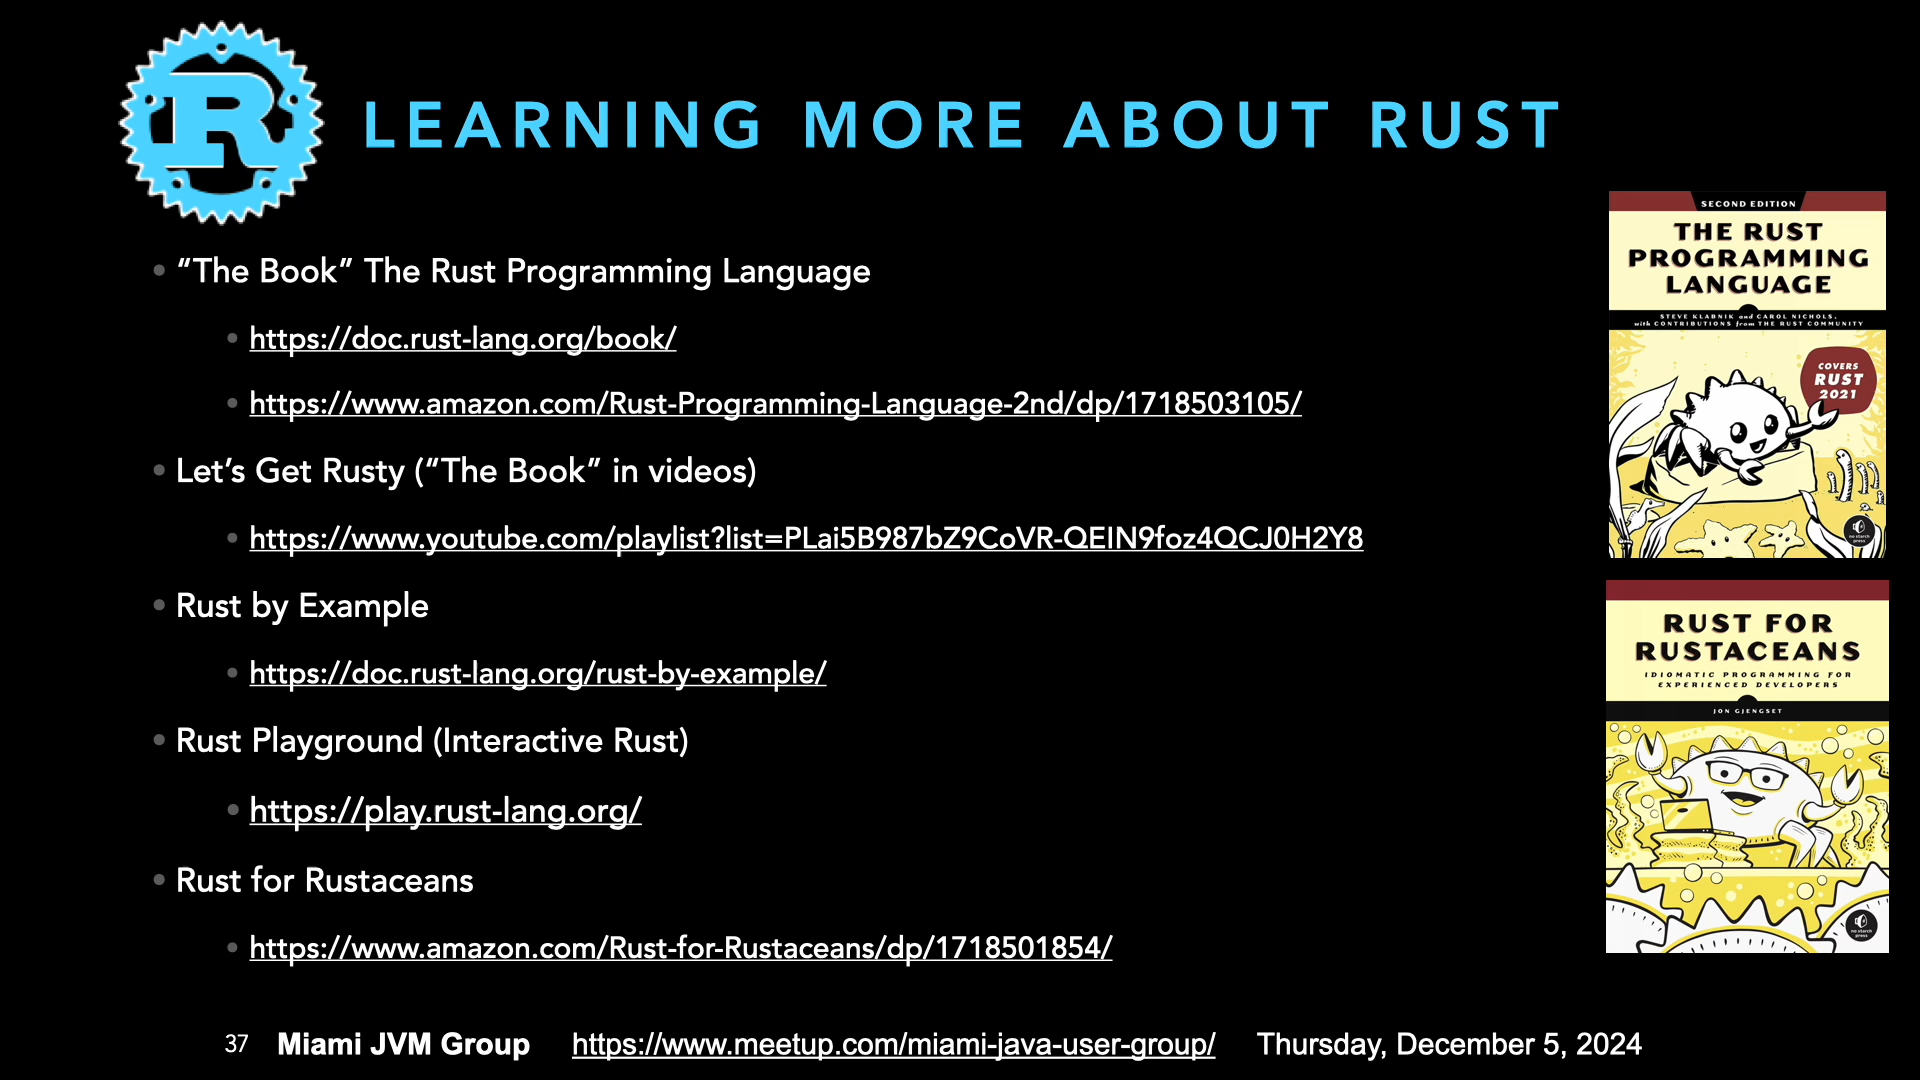 LEARNING MORE ABOUT RUST
• “The Book” The Rust Programming Language
• https://doc.rust-lang.org/book/
• https://www.amazon.com/Rust-Programming-Language-2nd/dp/1718503105/
• Let’s Get Rusty (“The Book” in videos)
• https://www.youtube.com/playlist?list=PLai5B987bZ9CoVR-QEIN9foz4QCJ0H2Y8
• Rust by Example
• https://doc.rust-lang.org/rust-by-example/
• Rust Playground (Interactive Rust)
• https://play.rust-lang.org/
• Rust for Rustaceans
• https://www.amazon.com/Rust-for-Rustaceans/dp/1718501854/
SECOND EDITION
THE RUST
PROGRAMMING
LANGUAGE
STEVE KLABNIK and CAROL NICHOLS,
with CONTRIBUTIONS from THE RUST COMMUNITY
COVERS
RUST
2021
no starch
press
RUST FOR
RUSTACEANS
IDIOMATIC PROGRAMMING FOR
EXPERIENCED DEVELOPERS
JON GJENGSET
no starch
press
37 Miami JVM Group https://www.meetup.com/miami-java-user-group/ Thursday, December 5, 2024